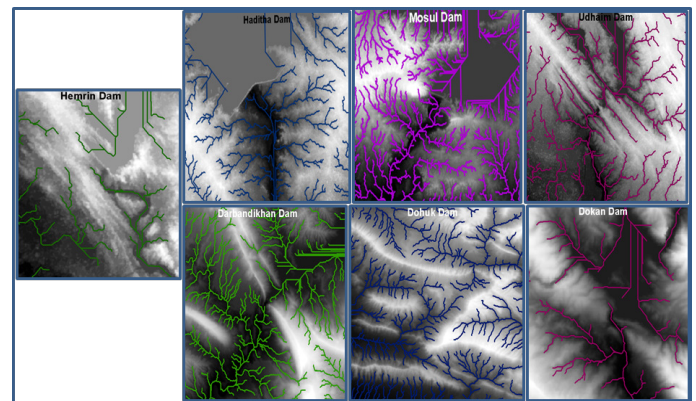 Haditha Dam
Mosul Dam
Udhaim Dam
Hemrin Dam
Darbandikhan Dam
Dohuk Dam
Dokan Dam